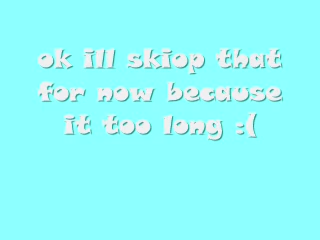 ok ill skiop that
for now because
it too long :(